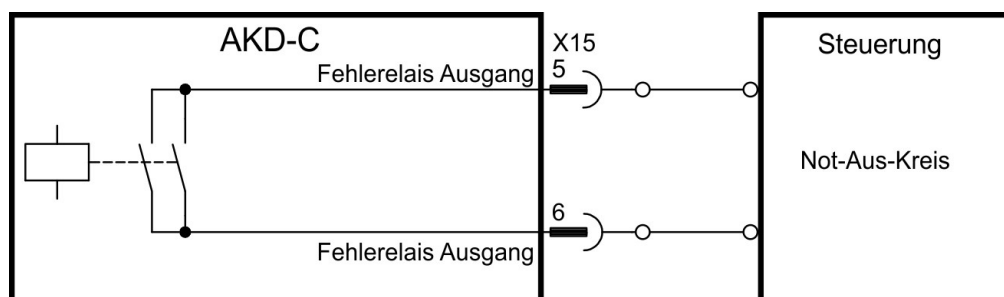 AKD-C
X15
Steuerung
Fehlerelais Ausgang
5
Not-Aus-Kreis
6
Fehlerelais Ausgang